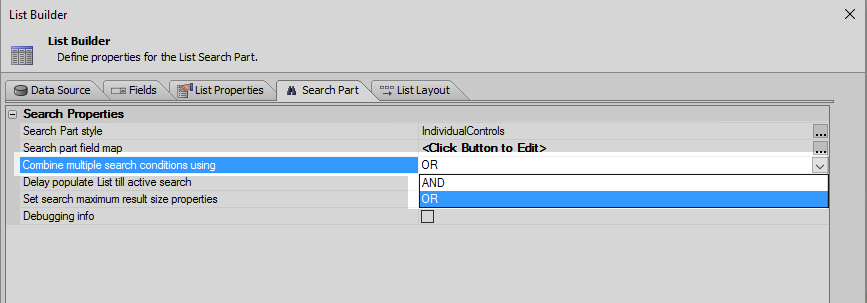 List Builder
List Builder
Define properties for the List Search Part.
Data Source Fields List Properties Search Part List Layout
Search Properties
Search Part style IndividualControls ...
Search part field map <Click Button to Edit> ...
Combine multiple search conditions using OR
Delay populate List till active search AND
Set search maximum result size properties OR
Debugging info